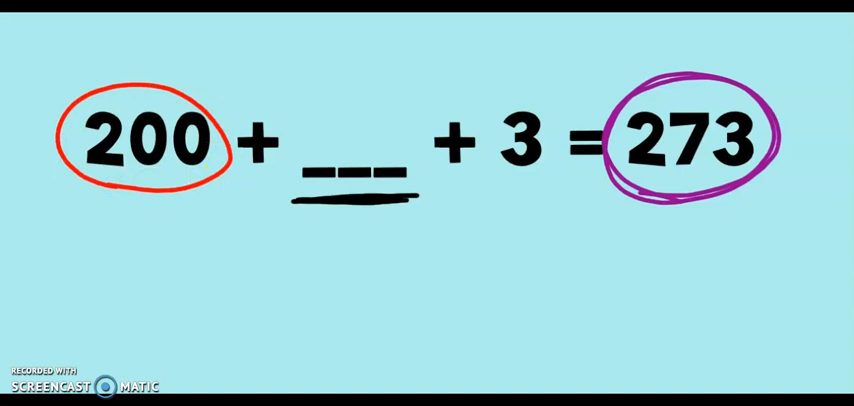 200 + ___ + 3 = 273
RECORDED WITH
SCREENCAST MATIC